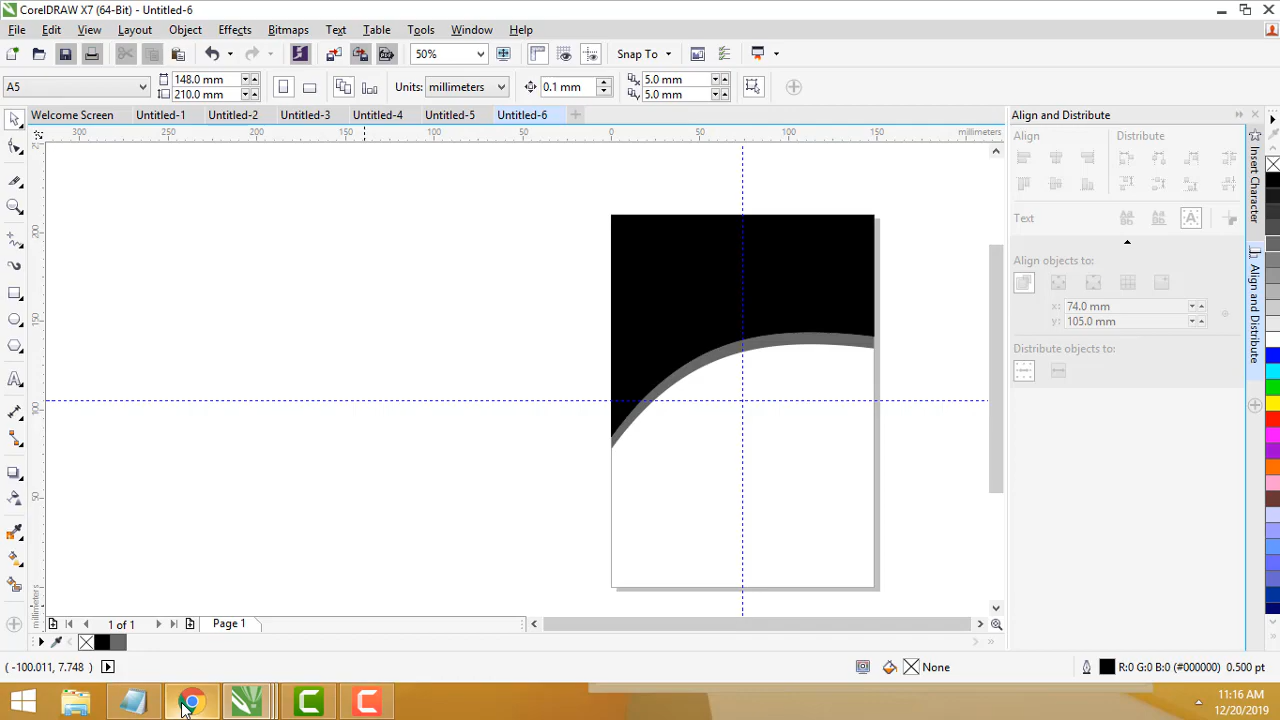 CorelDRAW X7 (64-Bit) - Untitled-6
File Edit View Layout Object Effects Bitmaps Text Table Tools Window Help
50% Snap To
A5 148.0 mm 210.0 mm Units: millimeters 0.1 mm 5.0 mm 5.0 mm
Welcome Screen Untitled-1 Untitled-2 Untitled-3 Untitled-4 Untitled-5 Untitled-6
300 250 200 150 100 50 0 50 100 150 millimeters
200
150
100
50
millimeters
Align and Distribute
Align Distribute
Text
Align objects to:
x: 74.0 mm
y: 105.0 mm
Distribute objects to:
Insert Character
Align and Distribute
1 of 1 Page 1
(-100.011, 7.748 ) None R:0 G:0 B:0 (#000000) 0.500 pt
11:16 AM
12/20/2019